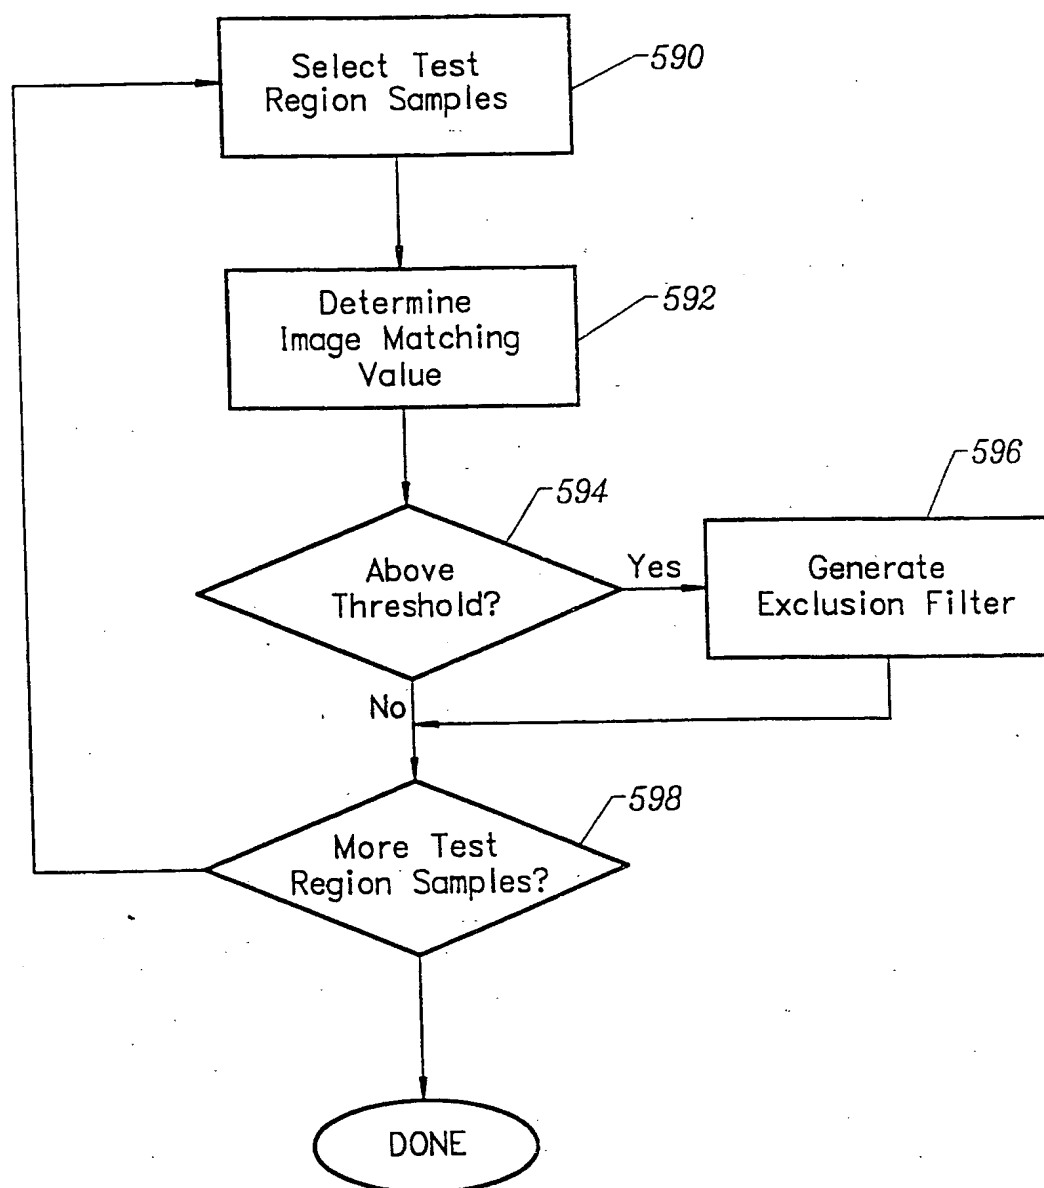 Select Test
Region Samples
590
Determine
Image Matching
Value
592
594
Above
Threshold?
Yes
596
Generate
Exclusion Filter
No
598
More Test
Region Samples?
DONE